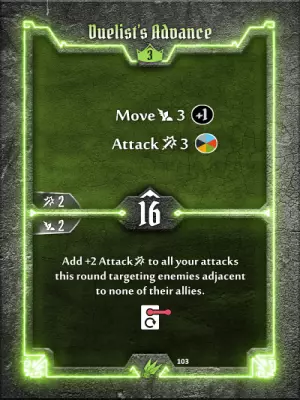 Duelist's Advance
3
Move 3 +1
Attack 3
2
16
2
Add +2 Attack to all your attacks
this round targeting enemies adjacent
to none of their allies.
103